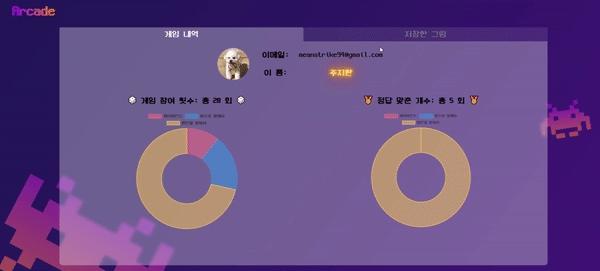 Arcade
게임 내역
저장한 그림
이메일: meanstrike94@gmail.com
이 름: 주지환
게임 참여 횟수: 총 28 회
정답 맞춘 개수: 총 5 회